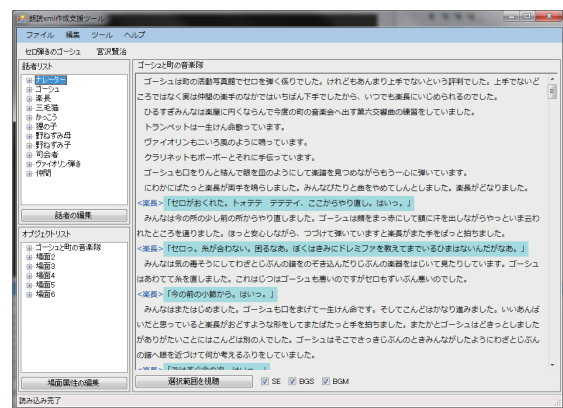 朗読xml作成支援ツール
ファイル 編集 ツール ヘルプ
セロ弾きのゴーシュ 宮沢賢治
話者リスト
ナレーター
ゴーシュ
楽長
三毛猫
かっこう
狸の子
野ねずみ母
野ねずみ子
司会者
ヴァイオリン弾き
仲間
話者の編集
オブジェクトリスト
ゴーシュと町の音楽隊
場面2
場面3
場面4
場面5
場面6
場面属性の編集
ゴーシュと町の音楽隊
ゴーシュは町の活動写真館でセロを弾く係りでした。けれどもあんまり上手でないという評判でした。上手でないど
ころではなく実は仲間の楽手のなかではいちばん下手でしたから、いつでも楽長にいじめられるのでした。
ひるすぎみんなは楽屋に円くならんで今度の町の音楽会へ出す第六交響曲の練習をしていました。
トランペットは一生けん命歌っています。
ヴァイオリンも二いろ風のように鳴っています。
クラリネットもボーボーとそれに手伝っています。
ゴーシュも口をりんと結んで眼を皿のようにして楽譜を見つめながらもう一心に弾いています。
にわかにぱたっと楽長が両手を鳴らしました。みんなぴたりと曲をやめてしんとしました。楽長がどなりました。
<楽長>「セロがおくれた。トォテテ テテテイ、ここからやり直し。はいっ。」
みんなは今の所の少し前の所からやり直しました。ゴーシュは顔をまっ赤にして額に汗を出しながらやっといま云わ
れたところを通りました。ほっと安心しながら、つづけて弾いていますと楽長がまた手をぱっと拍ちました。
<楽長>「セロっ。糸が合わない。困るなあ。ぼくはきみにドレミファを教えてまでいるひまはないんだがなあ。」
みんなは気の毒そうにしてわざとじぶんの譜をのぞき込んだりじぶんの楽器をはじいて見たりしています。ゴーシュ
はあわてて糸を直しました。これはじつはゴーシュも悪いのですがセロもずいぶん悪いのでした。
<楽長>「今の前の小節から。はいっ。」
みんなはまたはじめました。ゴーシュも口をまげて一生けん命です。そしてこんどはかなり進みました。いいあんば
いだと思っていると楽長がおどすような形をしてまたぱたっと手を拍ちました。またかとゴーシュはどきっとしました
がありがたいことにはこんどは別の人でした。ゴーシュはそこでさっきじぶんのときみんながしたようにわざとじぶん
の譜へ眼を近づけて何か考えるふりをしていました。
選択範囲を視聴 SE BGS BGM
読み込み完了